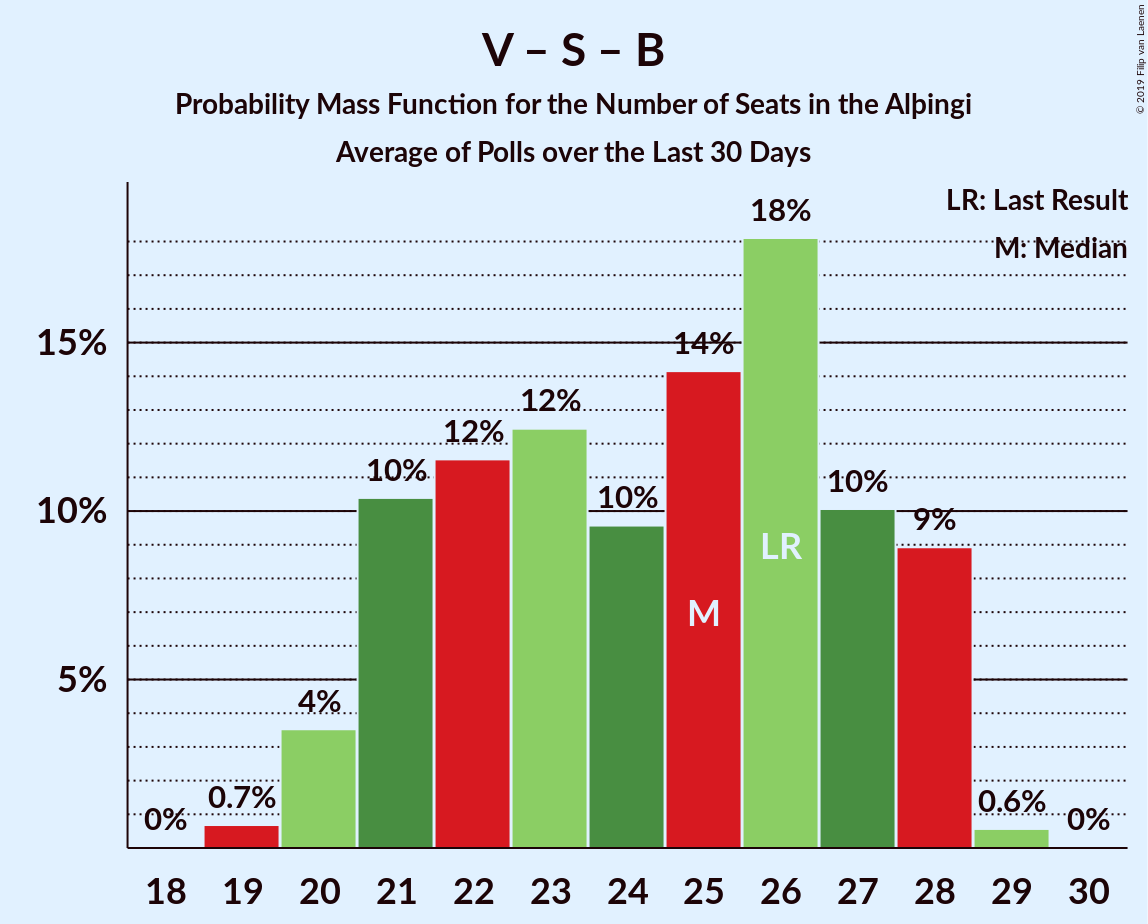 V – S – B
Probability Mass Function for the Number of Seats in the Alþingi
Average of Polls over the Last 30 Days
© 2019 Filip van Laenen
LR: Last Result
M: Median
15%
10%
5%
0%
0.7%
4%
10%
12%
12%
10%
14%
18%
10%
9%
0.6%
0%
M
LR
18 19 20 21 22 23 24 25 26 27 28 29 30